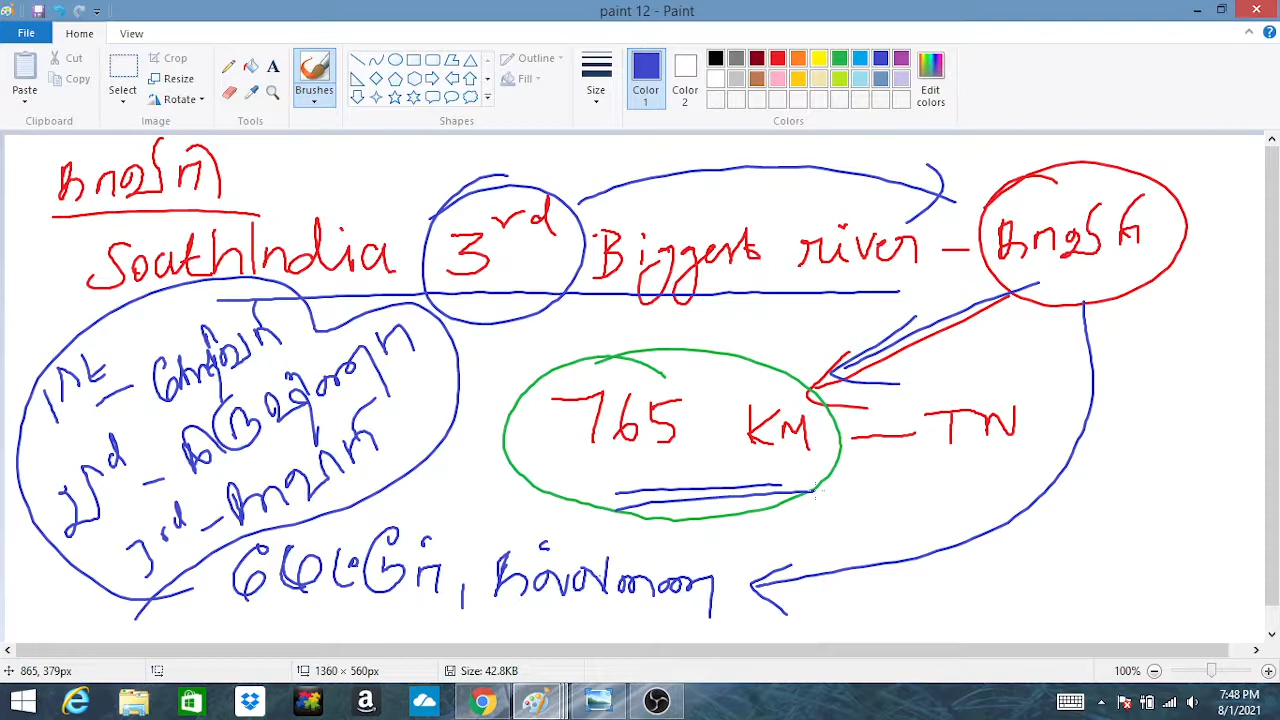 paint 12 - Paint
File Home View
Paste Cut Copy Select Crop Resize Rotate Brushes Outline Fill Size Color 1 Color 2 Edit colors
Clipboard Image Tools Shapes Colors
காவேரி
SouthIndia 3rd Biggest river - காவேரி
1st - கோதாவரி
2nd - கிருஷ்ணா
3rd - காவேரி
765 KM - TN
865, 379px 1360 × 560px Size: 42.8KB 100%
7:48 PM
8/1/2021